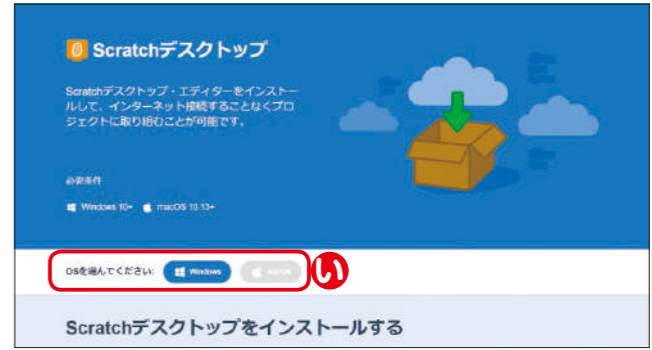 Scratchデスクトップ
Scratchデスクトップ・エディターをインストー
ルして、インターネット接続することなくプロ
ジェクトに取り組むことが可能です。
必要条件
Windows 10+ macOS 10.13+
OSを選んでください: Windows macOS
い
Scratchデスクトップをインストールする